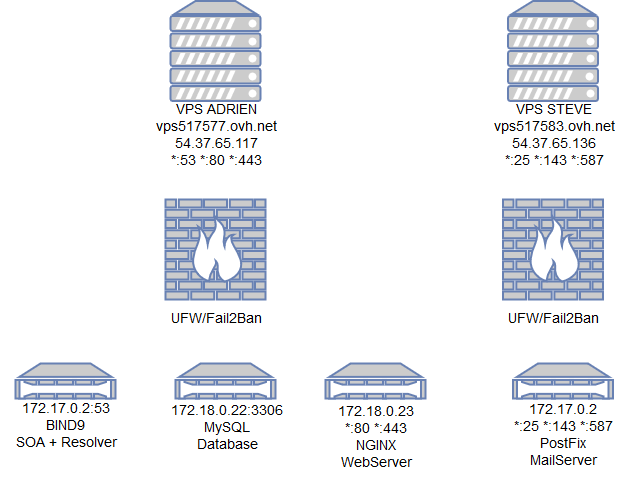 VPS ADRIEN
vps517577.ovh.net
54.37.65.117
*:53 *:80 *:443
VPS STEVE
vps517583.ovh.net
54.37.65.136
*:25 *:143 *:587
UFW/Fail2Ban
UFW/Fail2Ban
172.17.0.2:53
BIND9
SOA + Resolver
172.18.0.22:3306
MySQL
Database
172.18.0.23
*:80 *:443
NGINX
WebServer
172.17.0.2
*:25 *:143 *:587
PostFix
MailServer